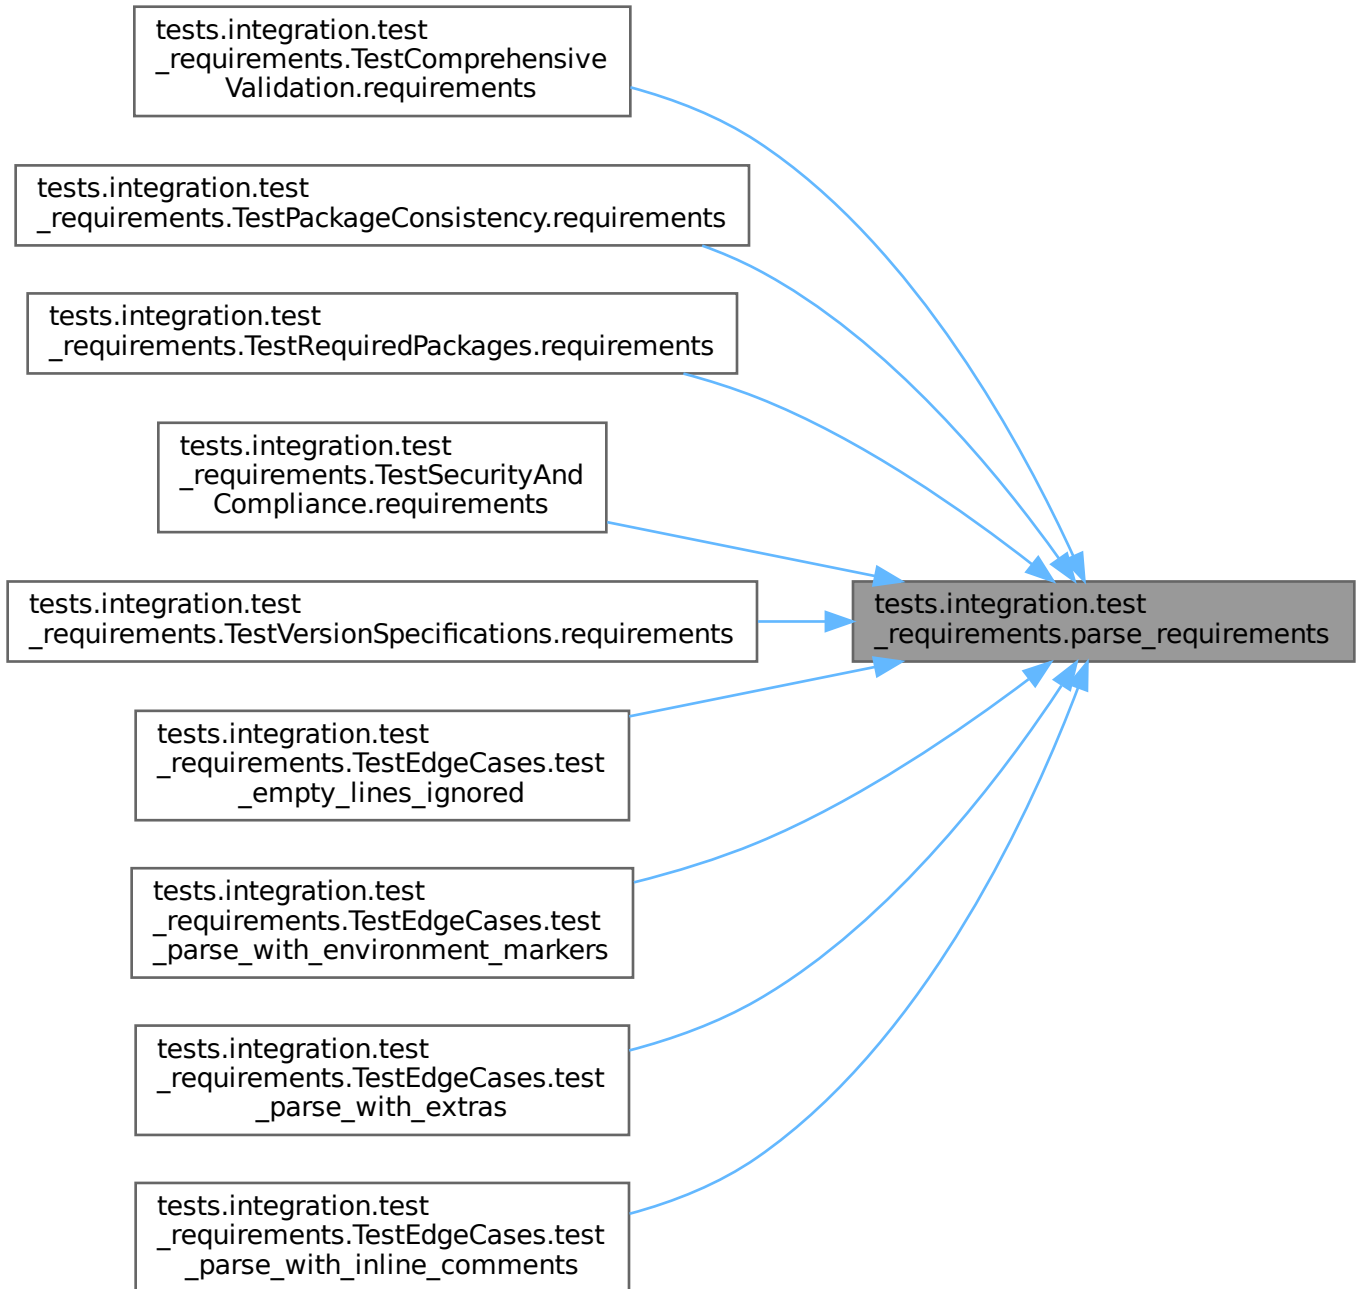 tests.integration.test
_requirements.TestComprehensive
Validation.requirements
tests.integration.test
_requirements.TestPackageConsistency.requirements
tests.integration.test
_requirements.TestRequiredPackages.requirements
tests.integration.test
_requirements.TestSecurityAnd
Compliance.requirements
tests.integration.test
_requirements.TestVersionSpecifications.requirements
tests.integration.test
_requirements.parse_requirements
tests.integration.test
_requirements.TestEdgeCases.test
_empty_lines_ignored
tests.integration.test
_requirements.TestEdgeCases.test
_parse_with_environment_markers
tests.integration.test
_requirements.TestEdgeCases.test
_parse_with_extras
tests.integration.test
_requirements.TestEdgeCases.test
_parse_with_inline_comments